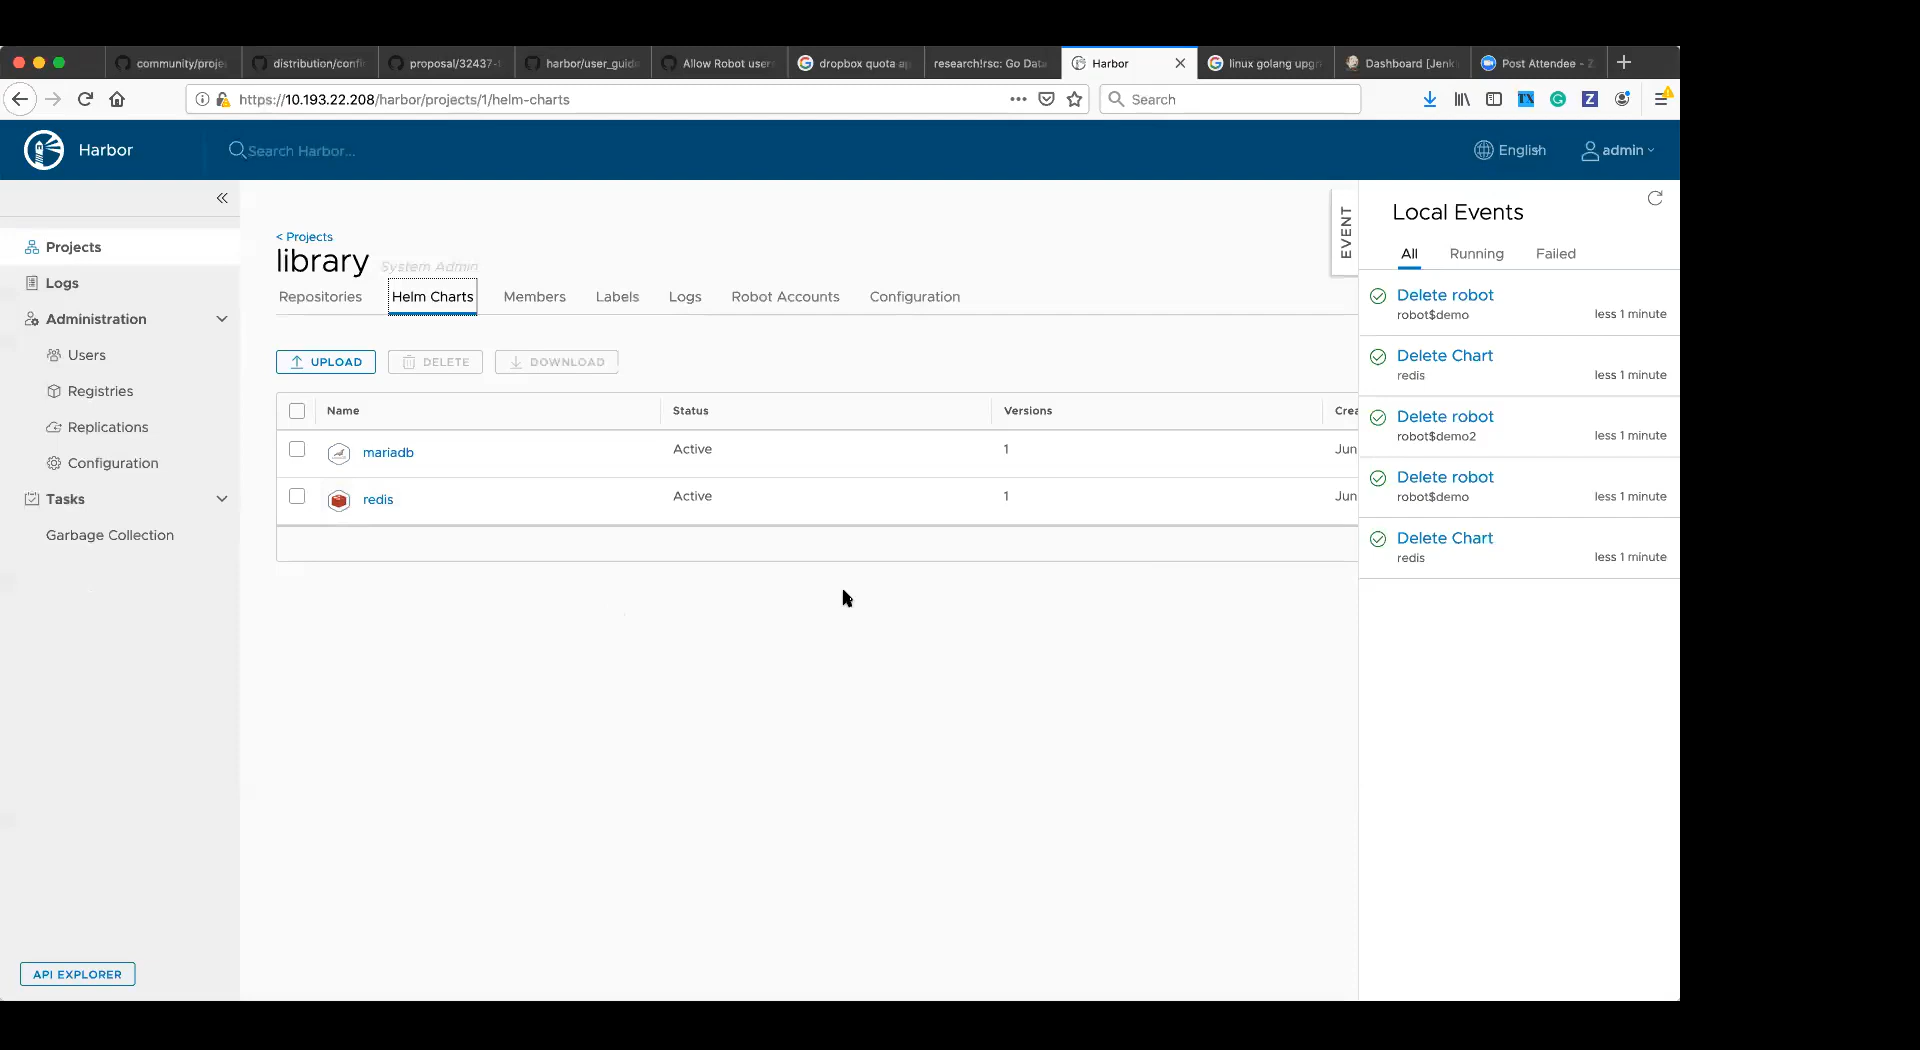 community/proje
distribution/confi
proposal/32437-
harbor/user_guid
Allow Robot user
dropbox quota a
research!rsc: Go Dat
Harbor
linux golang upgr
Dashboard [Jenk
Post Attendee - Z
https://10.193.22.208/harbor/projects/1/helm-charts
Search
Harbor
Search Harbor...
English
admin
Projects
Logs
Administration
Users
Registries
Replications
Configuration
Tasks
Garbage Collection
API EXPLORER
< Projects
library System Admin
Repositories
Helm Charts
Members
Labels
Logs
Robot Accounts
Configuration
UPLOAD
DELETE
DOWNLOAD
Name Status Versions Crea
mariadb Active 1 Jun
redis Active 1 Jun
EVENT
Local Events
All Running Failed
Delete robot
robot$demo less 1 minute
Delete Chart
redis less 1 minute
Delete robot
robot$demo2 less 1 minute
Delete robot
robot$demo less 1 minute
Delete Chart
redis less 1 minute